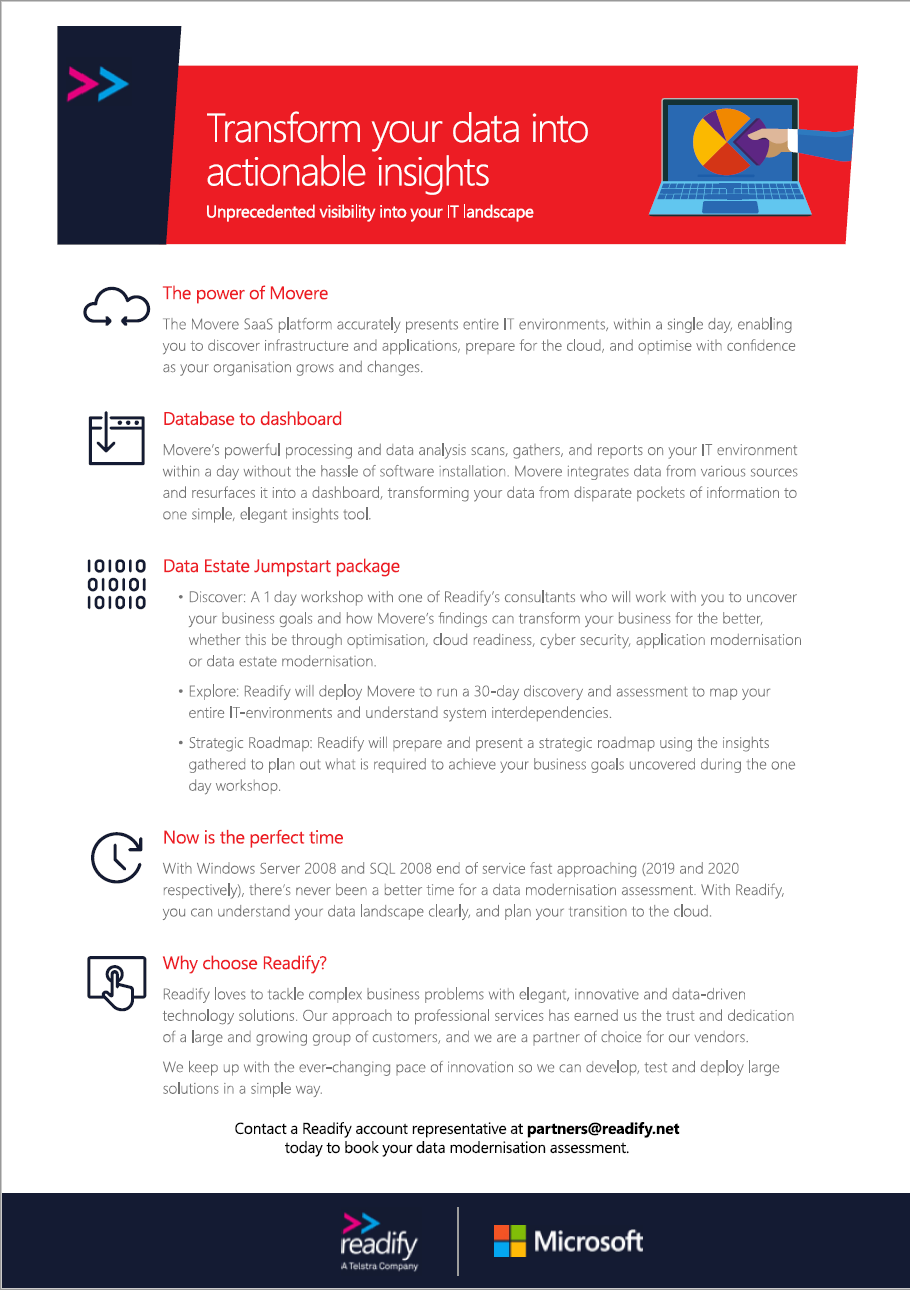 Transform your data into
actionable insights
Unprecedented visibility into your IT landscape
The power of Movere
The Movere SaaS platform accurately presents entire IT environments, within a single day, enabling
you to discover infrastructure and applications, prepare for the cloud, and optimise with confidence
as your organisation grows and changes.
Database to dashboard
Movere's powerful processing and data analysis scans, gathers, and reports on your IT environment
within a day without the hassle of software installation. Movere integrates data from various sources
and resurfaces it into a dashboard, transforming your data from disparate pockets of information to
one simple, elegant insights tool.
101010
010101
101010
Data Estate Jumpstart package
• Discover: A 1 day workshop with one of Readify's consultants who will work with you to uncover
your business goals and how Movere's findings can transform your business for the better,
whether this be through optimisation, cloud readiness, cyber security, application modernisation
or data estate modernisation.
• Explore: Readify will deploy Movere to run a 30-day discovery and assessment to map your
entire IT-environments and understand system interdependencies.
• Strategic Roadmap: Readify will prepare and present a strategic roadmap using the insights
gathered to plan out what is required to achieve your business goals uncovered during the one
day workshop.
Now is the perfect time
With Windows Server 2008 and SQL 2008 end of service fast approaching (2019 and 2020
respectively), there's never been a better time for a data modernisation assessment. With Readify,
you can understand your data landscape clearly, and plan your transition to the cloud.
Why choose Readify?
Readify loves to tackle complex business problems with elegant, innovative and data-driven
technology solutions. Our approach to professional services has earned us the trust and dedication
of a large and growing group of customers, and we are a partner of choice for our vendors.
We keep up with the ever-changing pace of innovation so we can develop, test and deploy large
solutions in a simple way.
Contact a Readify account representative at partners@readify.net
today to book your data modernisation assessment.
readify
A Telstra Company
Microsoft